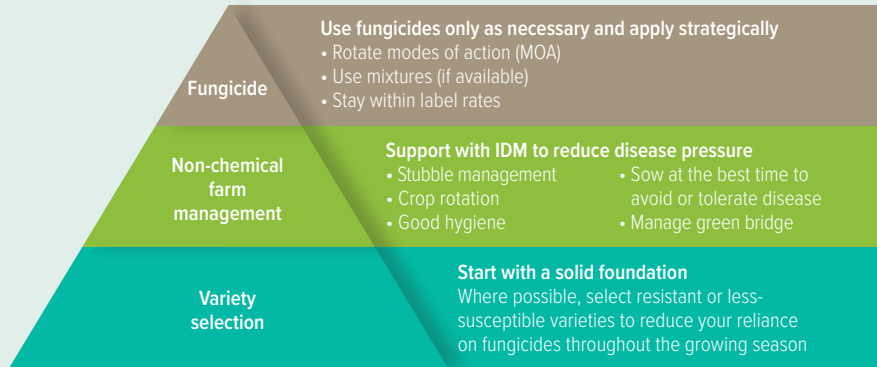 Fungicide
Use fungicides only as necessary and apply strategically
• Rotate modes of action (MOA)
• Use mixtures (if available)
• Stay within label rates
Non-chemical
farm
management
Support with IDM to reduce disease pressure
• Stubble management
• Crop rotation
• Good hygiene
• Sow at the best time to
avoid or tolerate disease
• Manage green bridge
Variety
selection
Start with a solid foundation
Where possible, select resistant or less-
susceptible varieties to reduce your reliance
on fungicides throughout the growing season